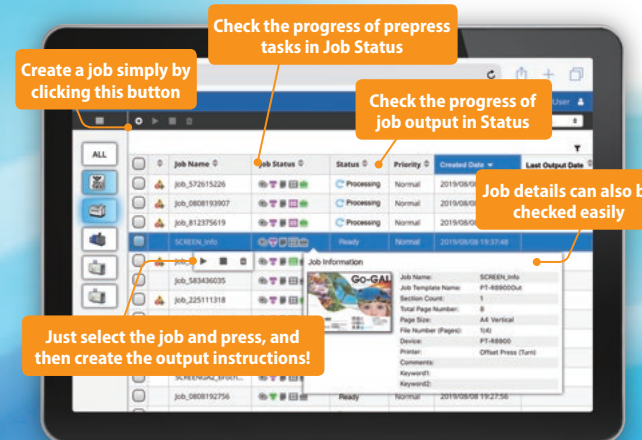 Check the progress of prepress
tasks in Job Status
Create a job simply by
clicking this button
Check the progress of
job output in Status
User
ALL
Job Name Job Status Status Priority Created Date Last Output Date
Job_572615226 Processing Normal 2019/08/0
Job_0808193907 Processing Normal 2019/08/0
Job_812375619 Processing Normal 2019/08/0
Job details can also b
checked easily
SCREEN_Info Ready Normal 2019/08/08 19:37:48
Job Information
Go-GA
Job Name: SCREEN_Info
Job Template Name: PT-R8900Out
Section Count: 1
Total Page Number: 8
Page Size: A4 Vertical
File Number (Pages): 1(4)
Device: PT-R8900
Printer: Offset Press (Turn)
Comments:
Keyword1:
Keyword2:
Job_583436035
Job_225111318
Just select the job and press, and
then create the output instructions!
Job_0808192756 Ready Normal 2019/08/08 19:27:56